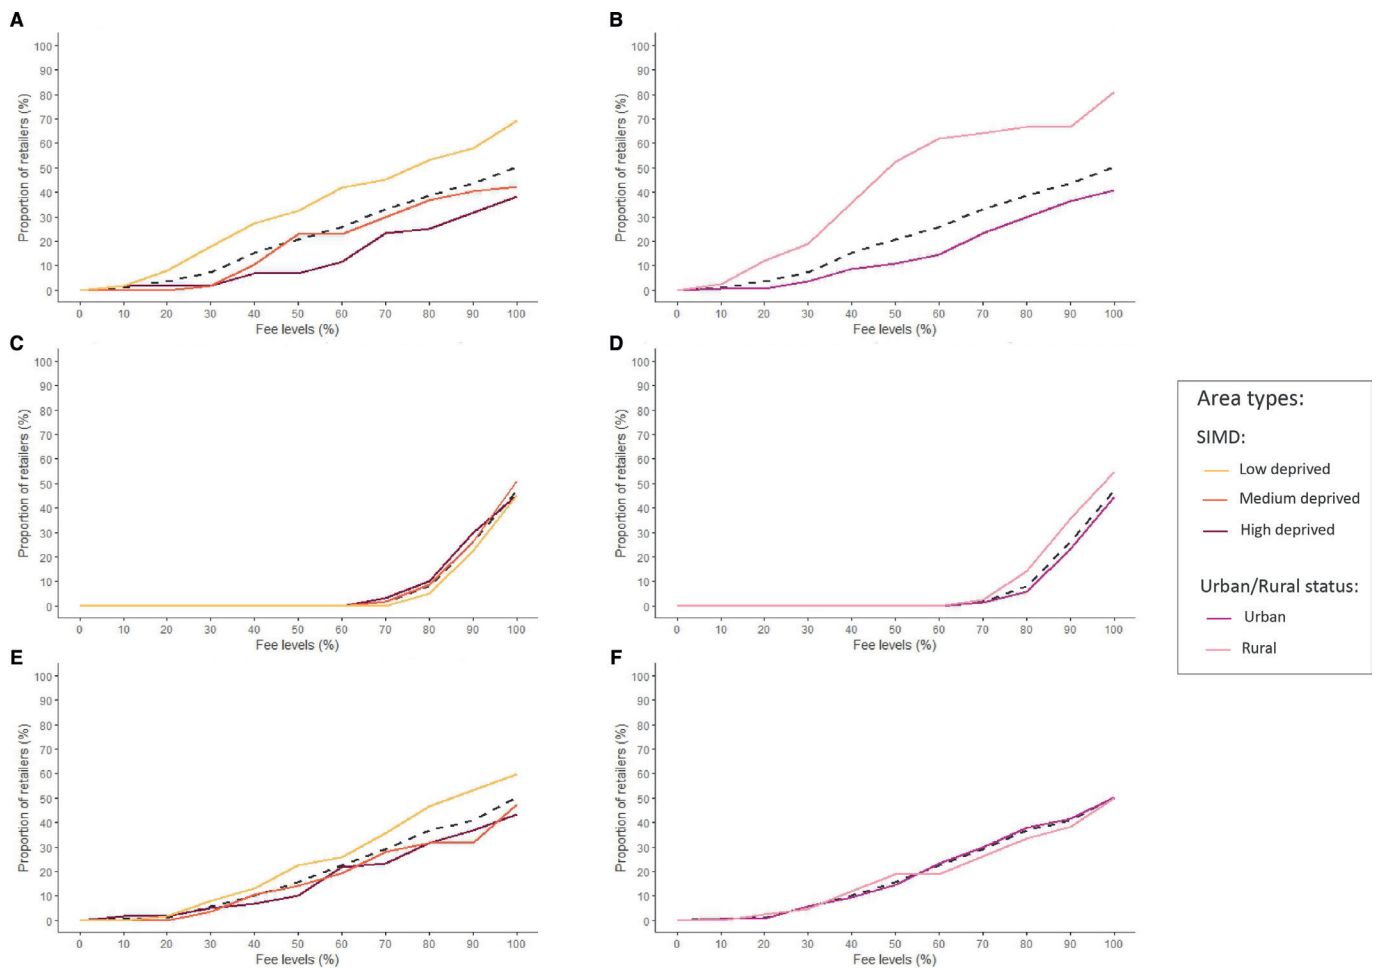 A
Proportion of retailers (%)
100
90
80
70
60
50
40
30
20
10
0
0 10 20 30 40 50 60 70 80 90 100
Fee levels (%)
B
Proportion of retailers (%)
100
90
80
70
60
50
40
30
20
10
0
0 10 20 30 40 50 60 70 80 90 100
Fee levels (%)
C
Proportion of retailers (%)
100
90
80
70
60
50
40
30
20
10
0
0 10 20 30 40 50 60 70 80 90 100
Fee levels (%)
D
Proportion of retailers (%)
100
90
80
70
60
50
40
30
20
10
0
0 10 20 30 40 50 60 70 80 90 100
Fee levels (%)
Area types:
SIMD:
Low deprived
Medium deprived
High deprived
Urban/Rural status:
Urban
Rural
E
Proportion of retailers (%)
100
90
80
70
60
50
40
30
20
10
0
0 10 20 30 40 50 60 70 80 90 100
Fee levels (%)
F
Proportion of retailers (%)
100
90
80
70
60
50
40
30
20
10
0
0 10 20 30 40 50 60 70 80 90 100
Fee levels (%)